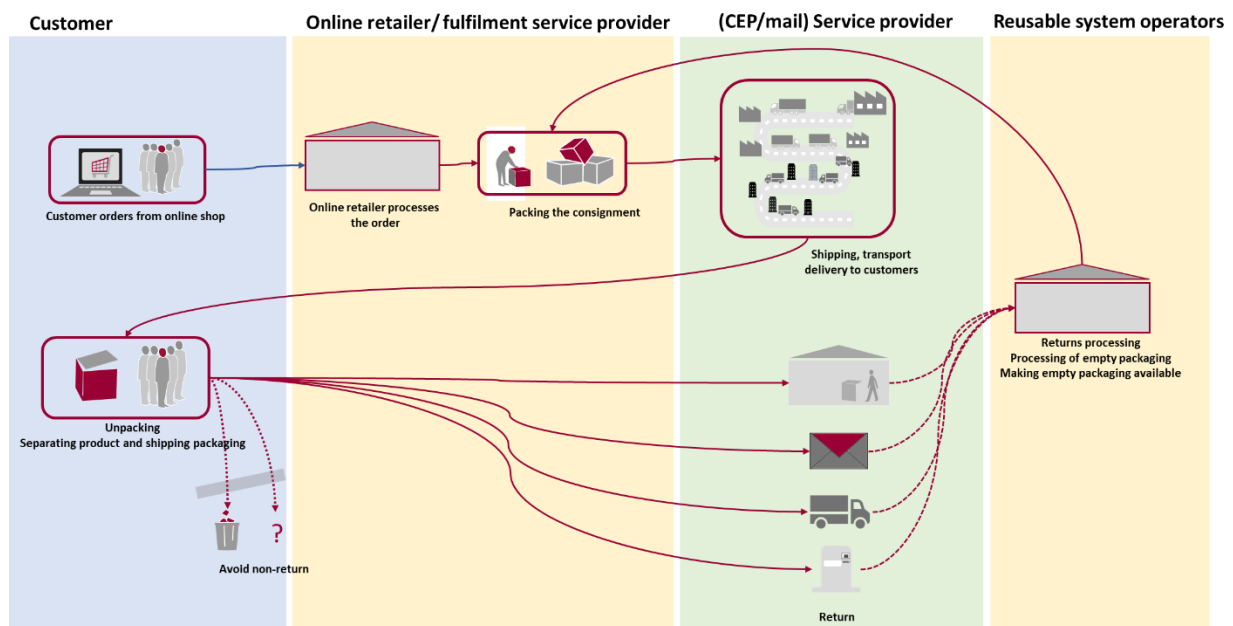 Customer
Online retailer/ fulfilment service provider
(CEP/mail) Service provider
Reusable system operators
Customer orders from online shop
Online retailer processes
the order
Packing the consignment
Shipping, transport
delivery to customers
Returns processing
Processing of empty packaging
Making empty packaging available
Unpacking
Separating product and shipping packaging
?
Avoid non-return
Return